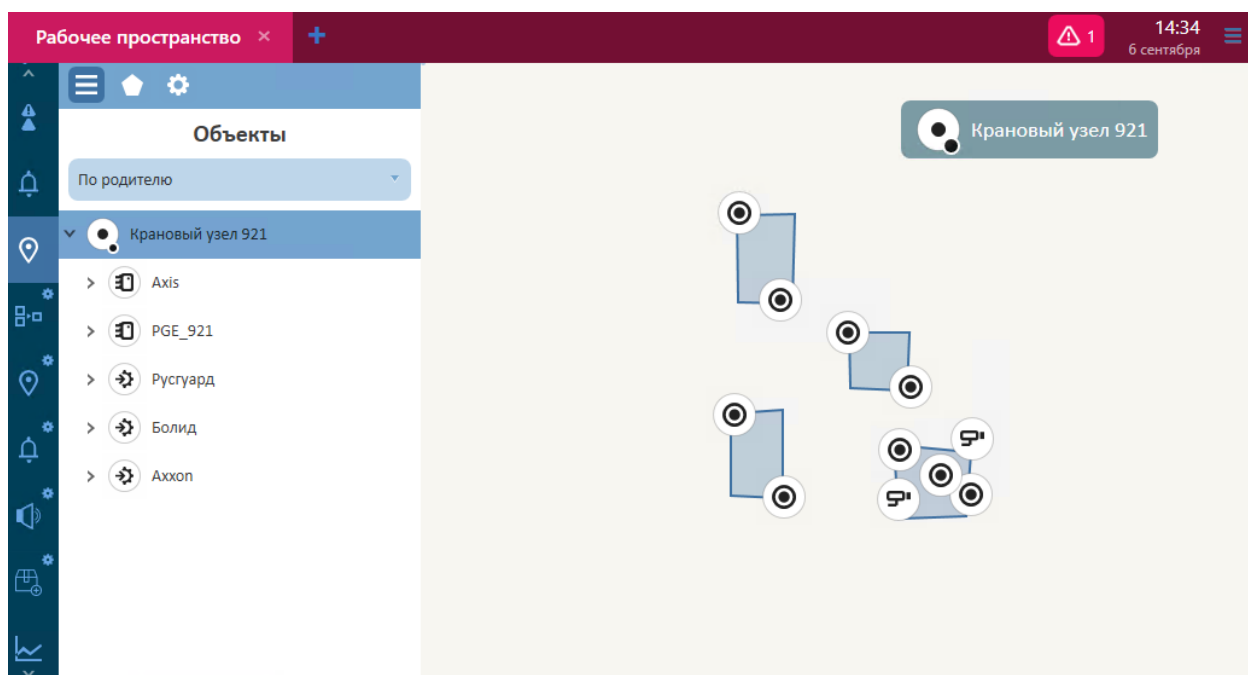 Рабочее пространство
1
14:34
6 сентября
Объекты
По родителю
Крановый узел 921
Axis
PGE_921
Русгуард
Болид
Axxon
Крановый узел 921